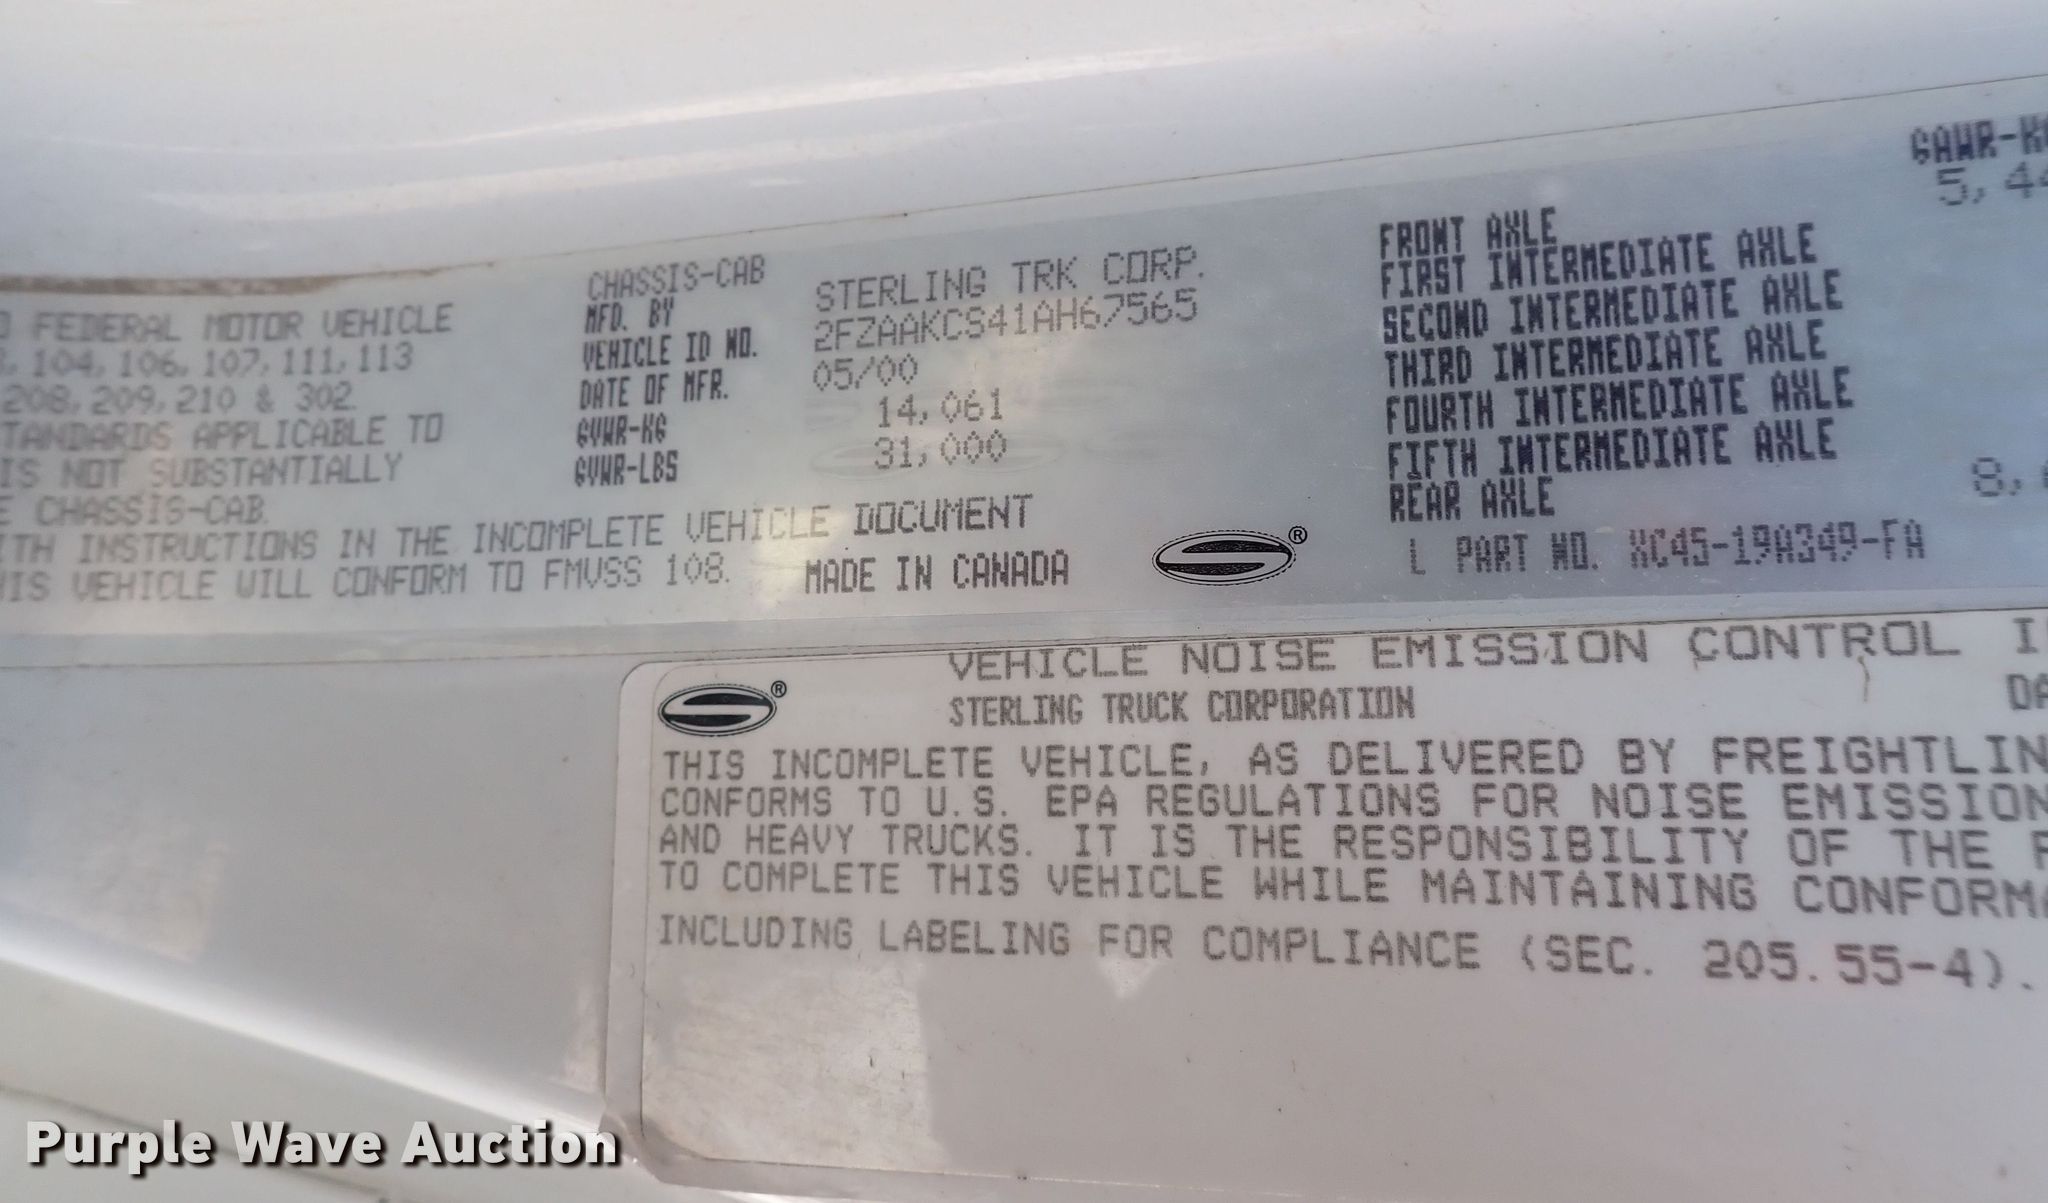 FEDERAL MOTOR VEHICLE
104, 106, 107, 111, 113
208, 209, 210 & 302.
STANDARDS APPLICABLE TO
IS NOT SUBSTANTIALLY
CHASSIS-CAB.
WITH INSTRUCTIONS IN THE INCOMPLETE VEHICLE DOCUMENT
THIS VEHICLE WILL CONFORM TO FMVSS 108.
CHASSIS-CAB
MFD. BY STERLING TRK CORP.
VEHICLE ID NO. 2FZAAKCS41AH67565
DATE OF MFR. 05/00
GVWR-KG 14,061
GVWR-LBS 31,000
MADE IN CANADA
®
GAWR-KG
FRONT AXLE 5,44
FIRST INTERMEDIATE AXLE
SECOND INTERMEDIATE AXLE
THIRD INTERMEDIATE AXLE
FOURTH INTERMEDIATE AXLE
FIFTH INTERMEDIATE AXLE
REAR AXLE 8,
L PART NO. XC45-19A349-FA
®
VEHICLE NOISE EMISSION CONTROL
STERLING TRUCK CORPORATION DA
THIS INCOMPLETE VEHICLE, AS DELIVERED BY FREIGHTLIN
CONFORMS TO U.S. EPA REGULATIONS FOR NOISE EMISSION
AND HEAVY TRUCKS. IT IS THE RESPONSIBILITY OF THE
TO COMPLETE THIS VEHICLE WHILE MAINTAINING CONFORMA
INCLUDING LABELING FOR COMPLIANCE (SEC. 205.55-4).
Purple Wave Auction